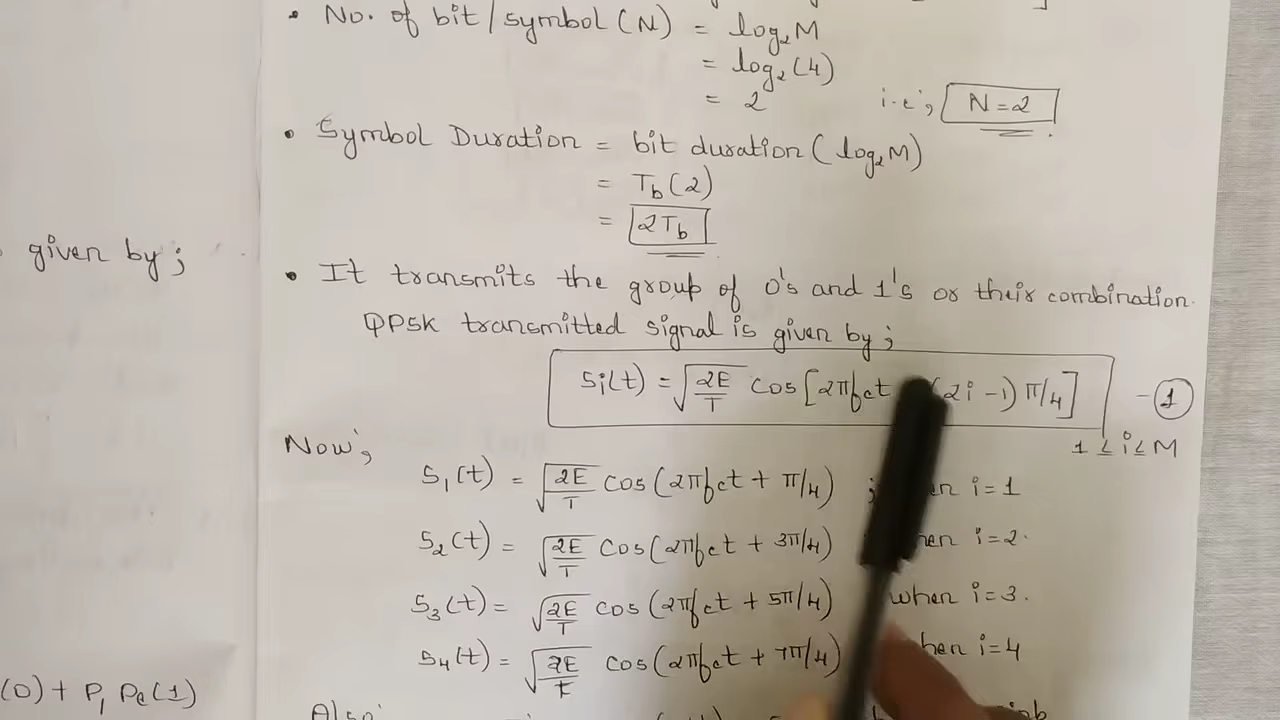 • No. of bit/symbol (N) = log₂M
= log₂(4)
= 2 i.e; N=2
• Symbol Duration = bit duration (log₂M)
= Tb(2)
= 2Tb
given by;
• It transmits the group of 0's and 1's or their combination.
QPSK transmitted signal is given by;
Si(t) = √2E/T Cos[2πfct (2i-1) π/4] - 1
1 ≤ i ≤ M
Now;
S₁(t) = √2E/T Cos(2πfct + π/4) ; i=1
S₂(t) = √2E/T Cos(2πfct + 3π/4) i=2.
S₃(t) = √2E/T Cos(2πfct + 5π/4) when i=3.
S₄(t) = √2E/T Cos(2πfct + 7π/4) i=4
(0) + P₁ Pe(1)
Also;